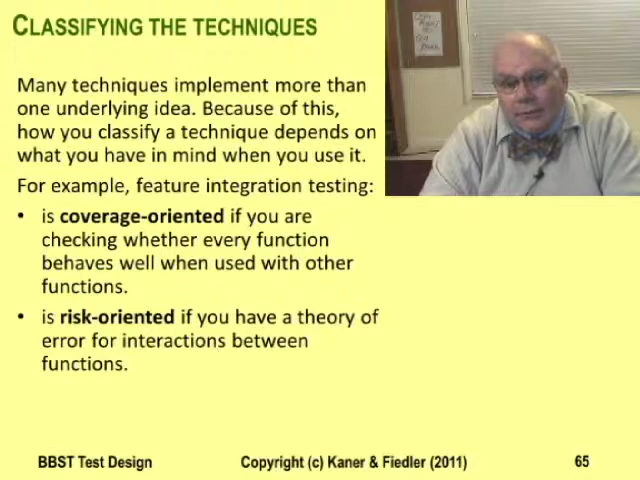 CLASSIFYING THE TECHNIQUES
Many techniques implement more than
one underlying idea. Because of this,
how you classify a technique depends on
what you have in mind when you use it.
For example, feature integration testing:
• is coverage-oriented if you are
checking whether every function
behaves well when used with other
functions.
• is risk-oriented if you have a theory of
error for interactions between
functions.
BBST Test Design
Copyright (c) Kaner & Fiedler (2011)
65